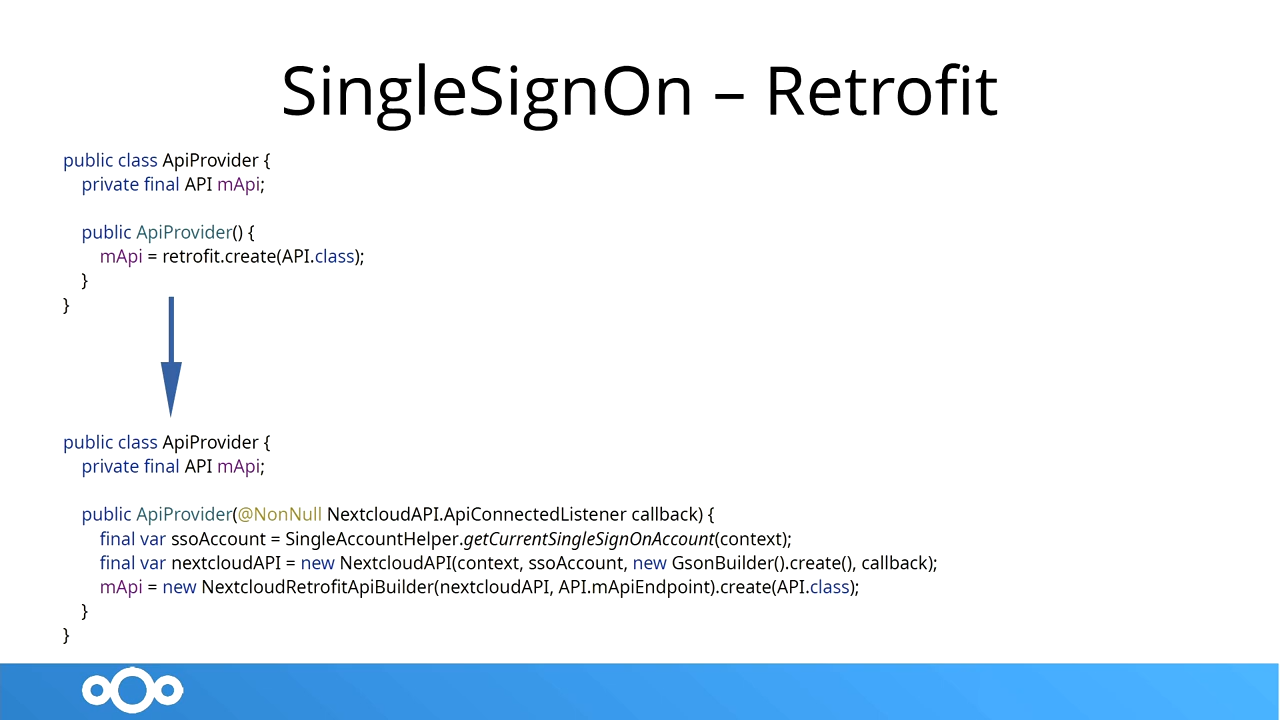 SingleSignOn – Retrofit
public class ApiProvider {
    private final API mApi;

    public ApiProvider() {
        mApi = retrofit.create(API.class);
    }
}
public class ApiProvider {
    private final API mApi;

    public ApiProvider(@NonNull NextcloudAPI.ApiConnectedListener callback) {
        final var ssoAccount = SingleAccountHelper.getCurrentSingleSignOnAccount(context);
        final var nextcloudAPI = new NextcloudAPI(context, ssoAccount, new GsonBuilder().create(), callback);
        mApi = new NextcloudRetrofitApiBuilder(nextcloudAPI, API.mApiEndpoint).create(API.class);
    }
}